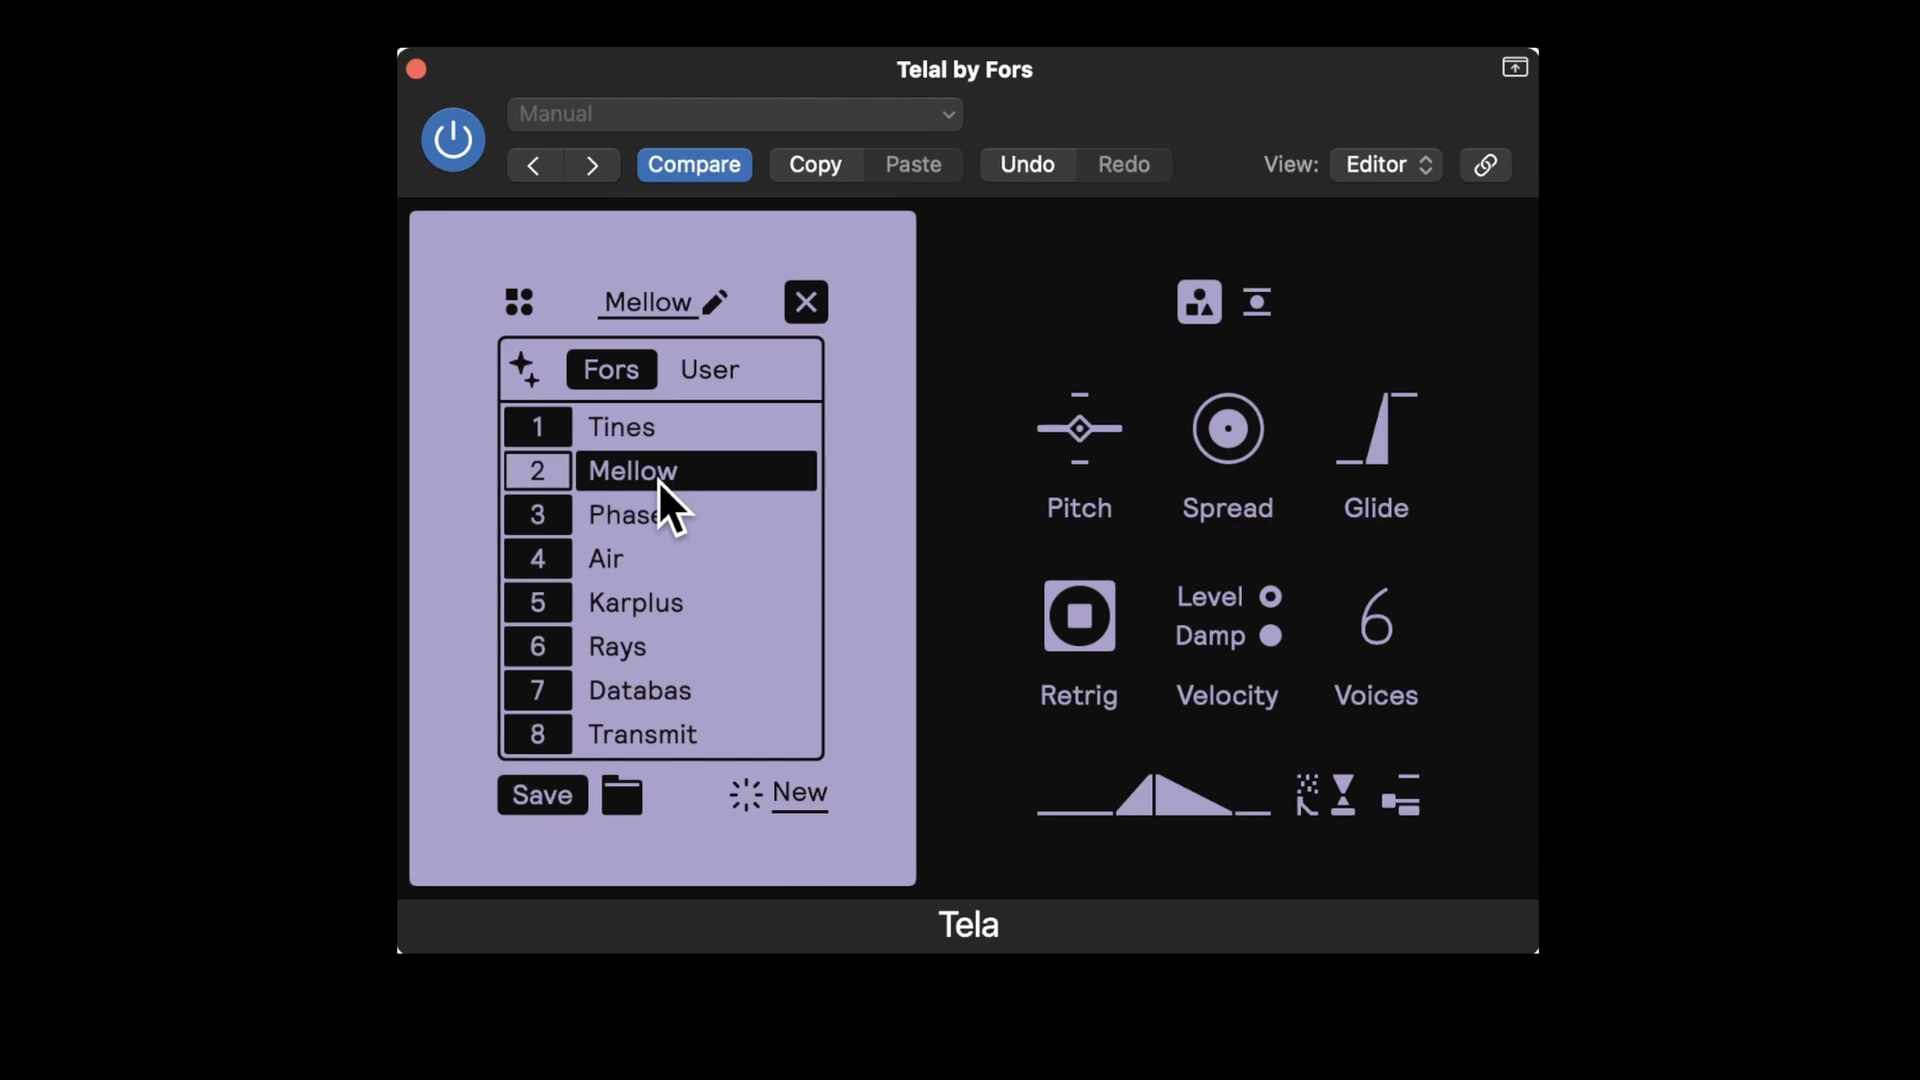 Telal by Fors
Manual
Compare Copy Paste Undo Redo View: Editor
Mellow
Fors User
1 Tines
2 Mellow
3 Phase
4 Air
5 Karplus
6 Rays
7 Databas
8 Transmit
Save New
Pitch Spread Glide
Level
Damp
6
Retrig Velocity Voices
Tela